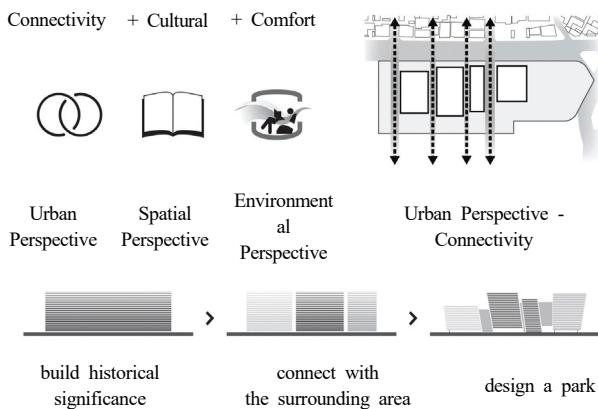 Connectivity + Cultural + Comfort
Urban Perspective
Spatial Perspective
Environment
al
Perspective
Urban Perspective -
Connectivity
build historical
significance
connect with
the surrounding area
design a park